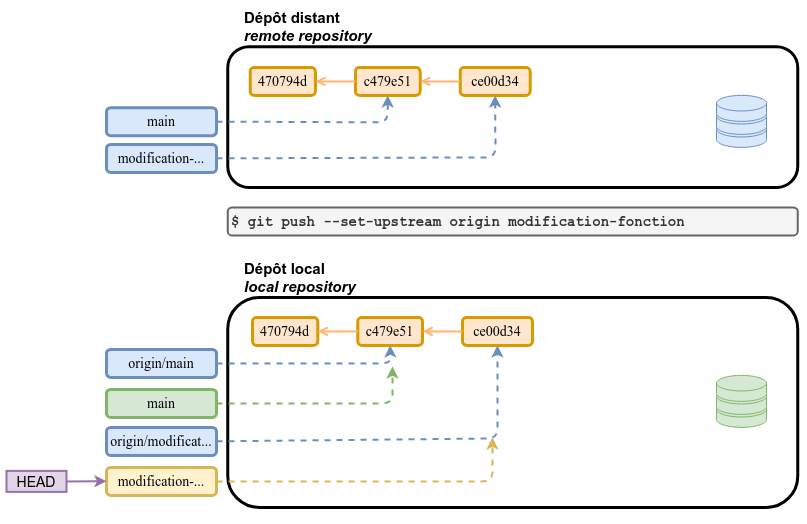 Dépôt distant
remote repository
470794d c479e51 ce00d34
main
modification-...
$ git push --set-upstream origin modification-fonction
Dépôt local
local repository
470794d c479e51 ce00d34
origin/main
main
origin/modificat...
HEAD modification-...